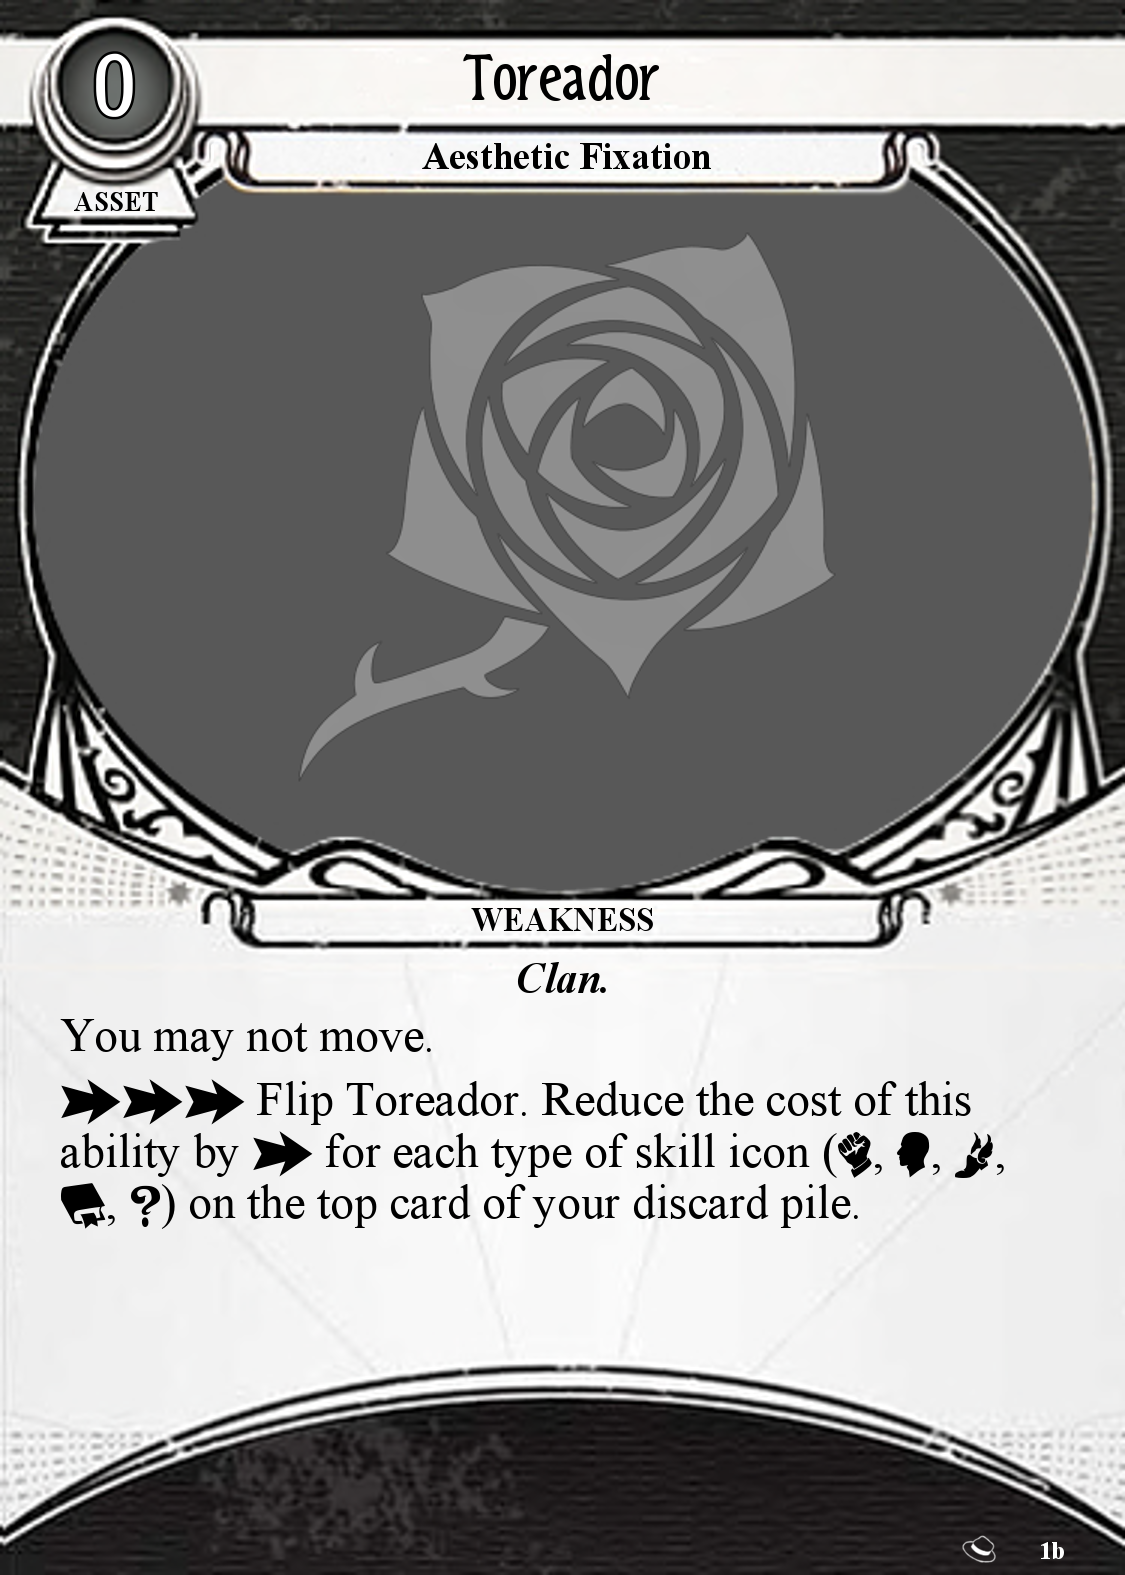 0
Toreador
Aesthetic Fixation
ASSET
WEAKNESS
Clan.
You may not move.
Flip Toreador. Reduce the cost of this
ability by for each type of skill icon ( , , ,
, ?) on the top card of your discard pile.
1b